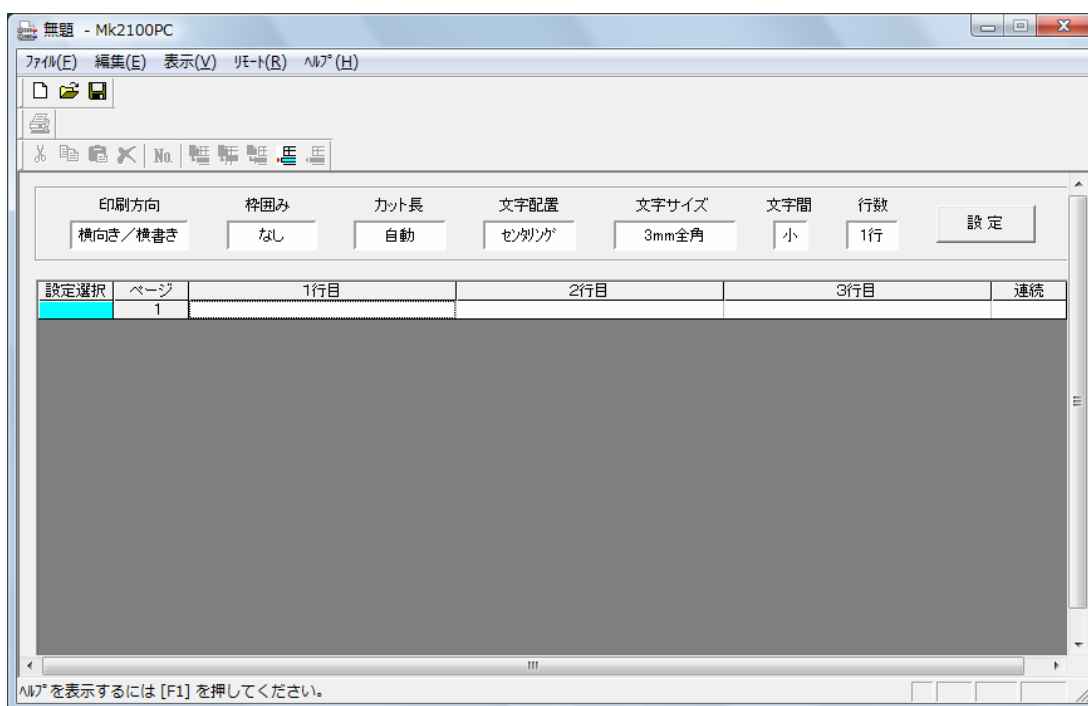 無題 - Mk2100PC
ﾌｧｲﾙ(F) 編集(E) 表示(V) ﾘﾓｰﾄ(R) ﾍﾙﾌﾟ(H)
No.
印刷方向 枠囲み カット長 文字配置 文字サイズ 文字間 行数
横向き／横書き なし 自動 ｾﾝﾀﾘﾝｸﾞ 3mm全角 小 1行 設定
設定選択 ページ 1行目 2行目 3行目 連続
1
ﾍﾙﾌﾟを表示するには [F1] を押してください。